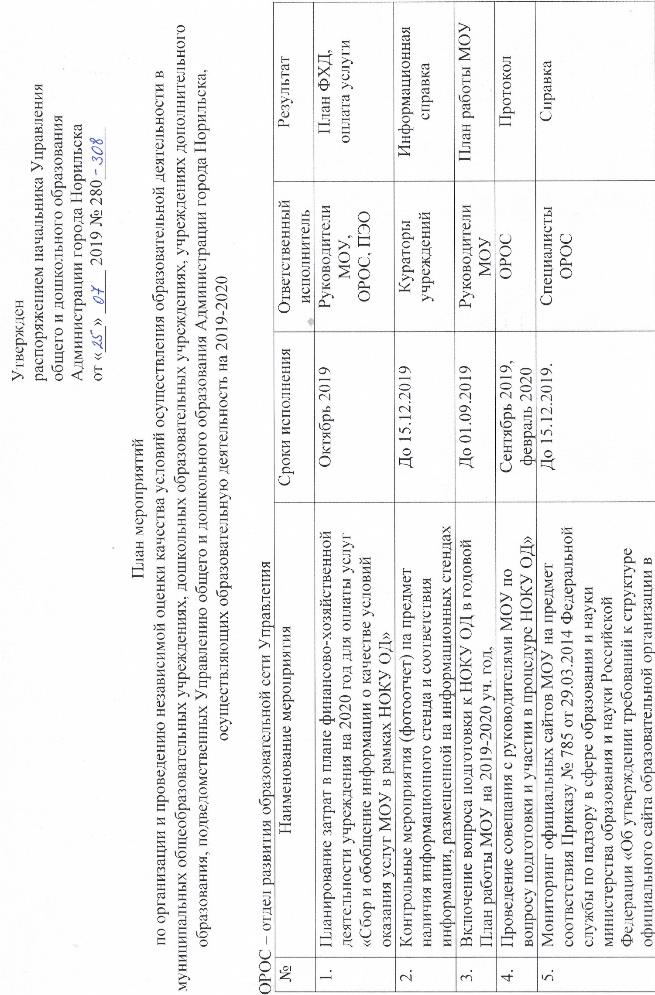 Утвержден
распоряжением начальника Управления
общего и дошкольного образования
Администрации города Норильска
от «25» 07 2019 № 280-308
План мероприятий
по организации и проведению независимой оценки качества условий осуществления образовательной деятельности в
муниципальных общеобразовательных учреждениях, дошкольных образовательных учреждениях, учреждениях дополнительного
образования, подведомственных Управлению общего и дошкольного образования Администрации города Норильска,
осуществляющих образовательную деятельность на 2019-2020
ОРОС – отдел развития образовательной сети Управления
№ Наименование мероприятия Сроки исполнения Ответственный исполнитель Результат
1. Планирование затрат в плане финансово-хозяйственной
деятельности учреждения на 2020 год для оплаты услуг
«Сбор и обобщение информации о качестве условий
оказания услуг МОУ в рамках НОКУ ОД»
Октябрь 2019
Руководители
МОУ,
ОРОС, ПЭО
План ФХД,
оплата услуги
2. Контрольные мероприятия (фотоотчет) на предмет
наличия информационного стенда и соответствия
информации, размещенной на информационных стендах
До 15.12.2019
Кураторы
учреждений
Информационная
справка
3. Включение вопроса подготовки к НОКУ ОД в годовой
План работы МОУ на 2019-2020 уч. год,
До 01.09.2019
Руководители
МОУ
План работы МОУ
4. Проведение совещания с руководителями МОУ по
вопросу подготовки и участии в процедуре НОКУ ОД»
Сентябрь 2019,
февраль 2020
ОРОС
Протокол
5. Мониторинг официальных сайтов МОУ на предмет
соответствия Приказу № 785 от 29.03.2014 Федеральной
службы по надзору в сфере образования и науки
министерства образования и науки Российской
Федерации «Об утверждении требований к структуре
официального сайта образовательной организации в
До 15.12.2019.
Специалисты
ОРОС
Справка